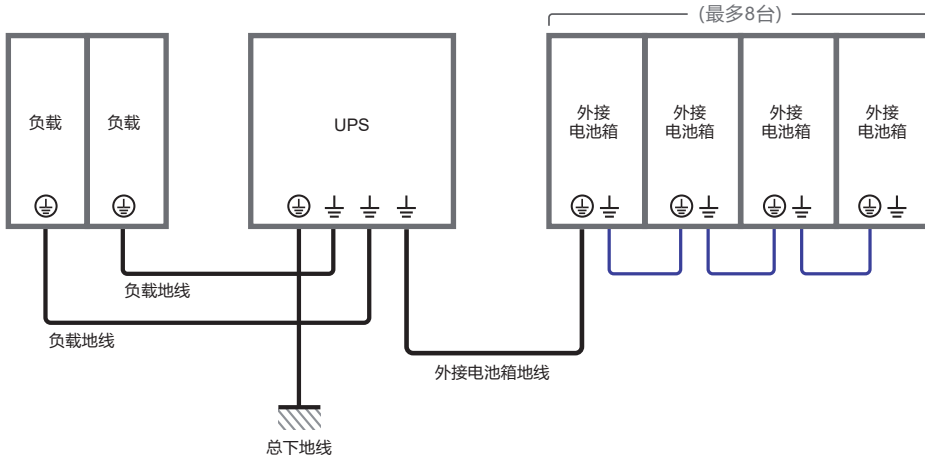 (最多8台)
负载
负载
UPS
外接
电池箱
外接
电池箱
外接
电池箱
外接
电池箱
负载地线
负载地线
外接电池箱地线
总下地线